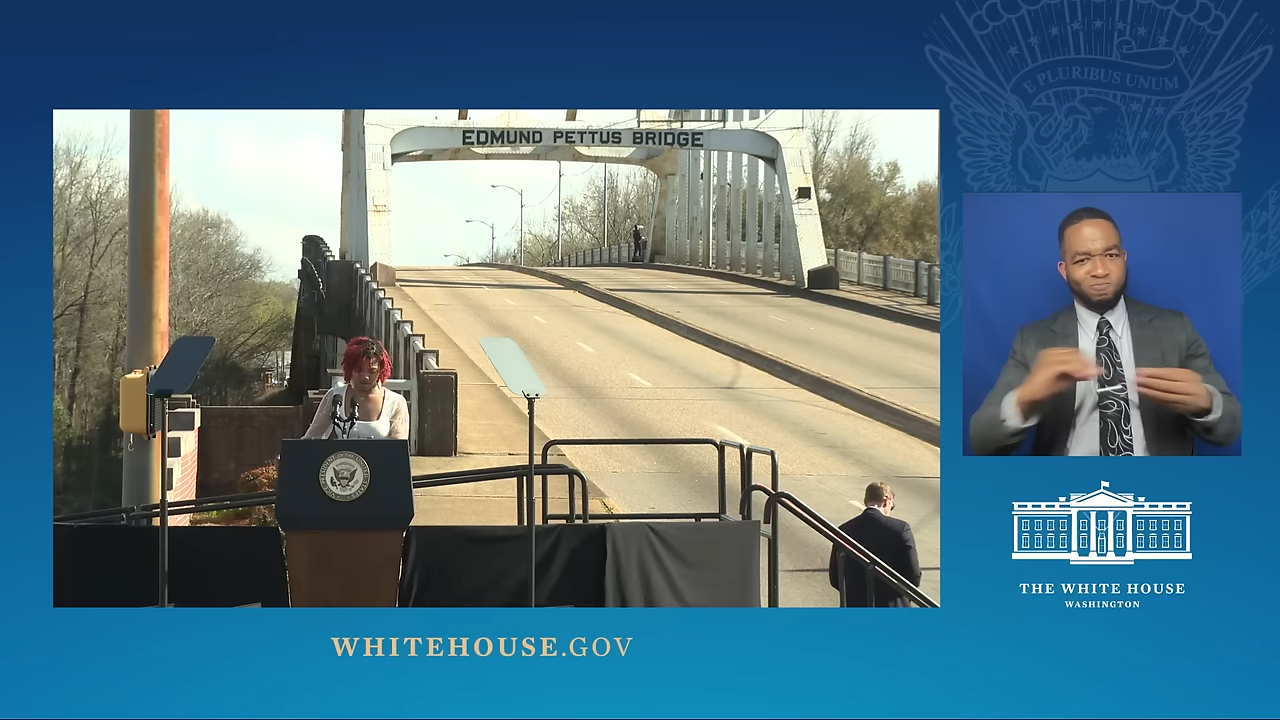 E PLURIBUS UNUM
EDMUND PETTUS BRIDGE
THE WHITE HOUSE
WASHINGTON
WHITEHOUSE.GOV